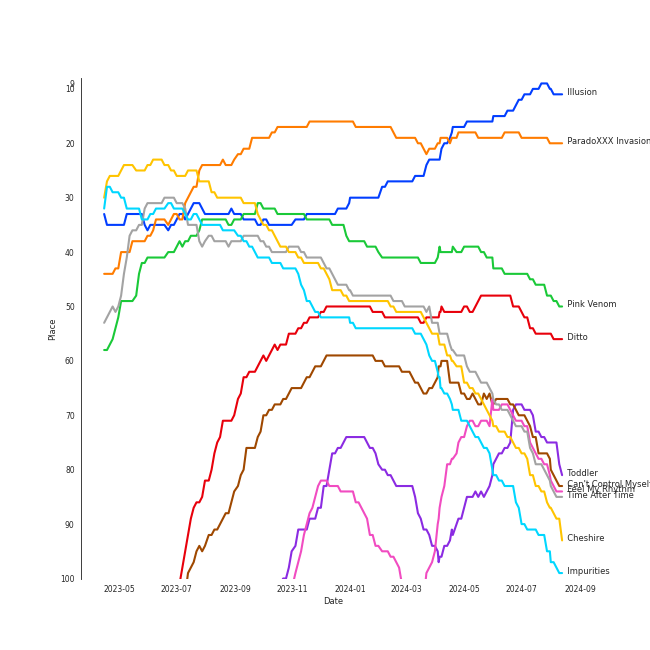 9
10
20
30
40
50
60
70
80
90
100
Place
2023-05
2023-07
2023-09
2023-11
2024-01
2024-03
2024-05
2024-07
2024-09
Date
Illusion
ParadoXXX Invasion
Pink Venom
Ditto
Toddler
Can't Control Myself
Feel My Rhythm
Time After Time
Cheshire
Impurities